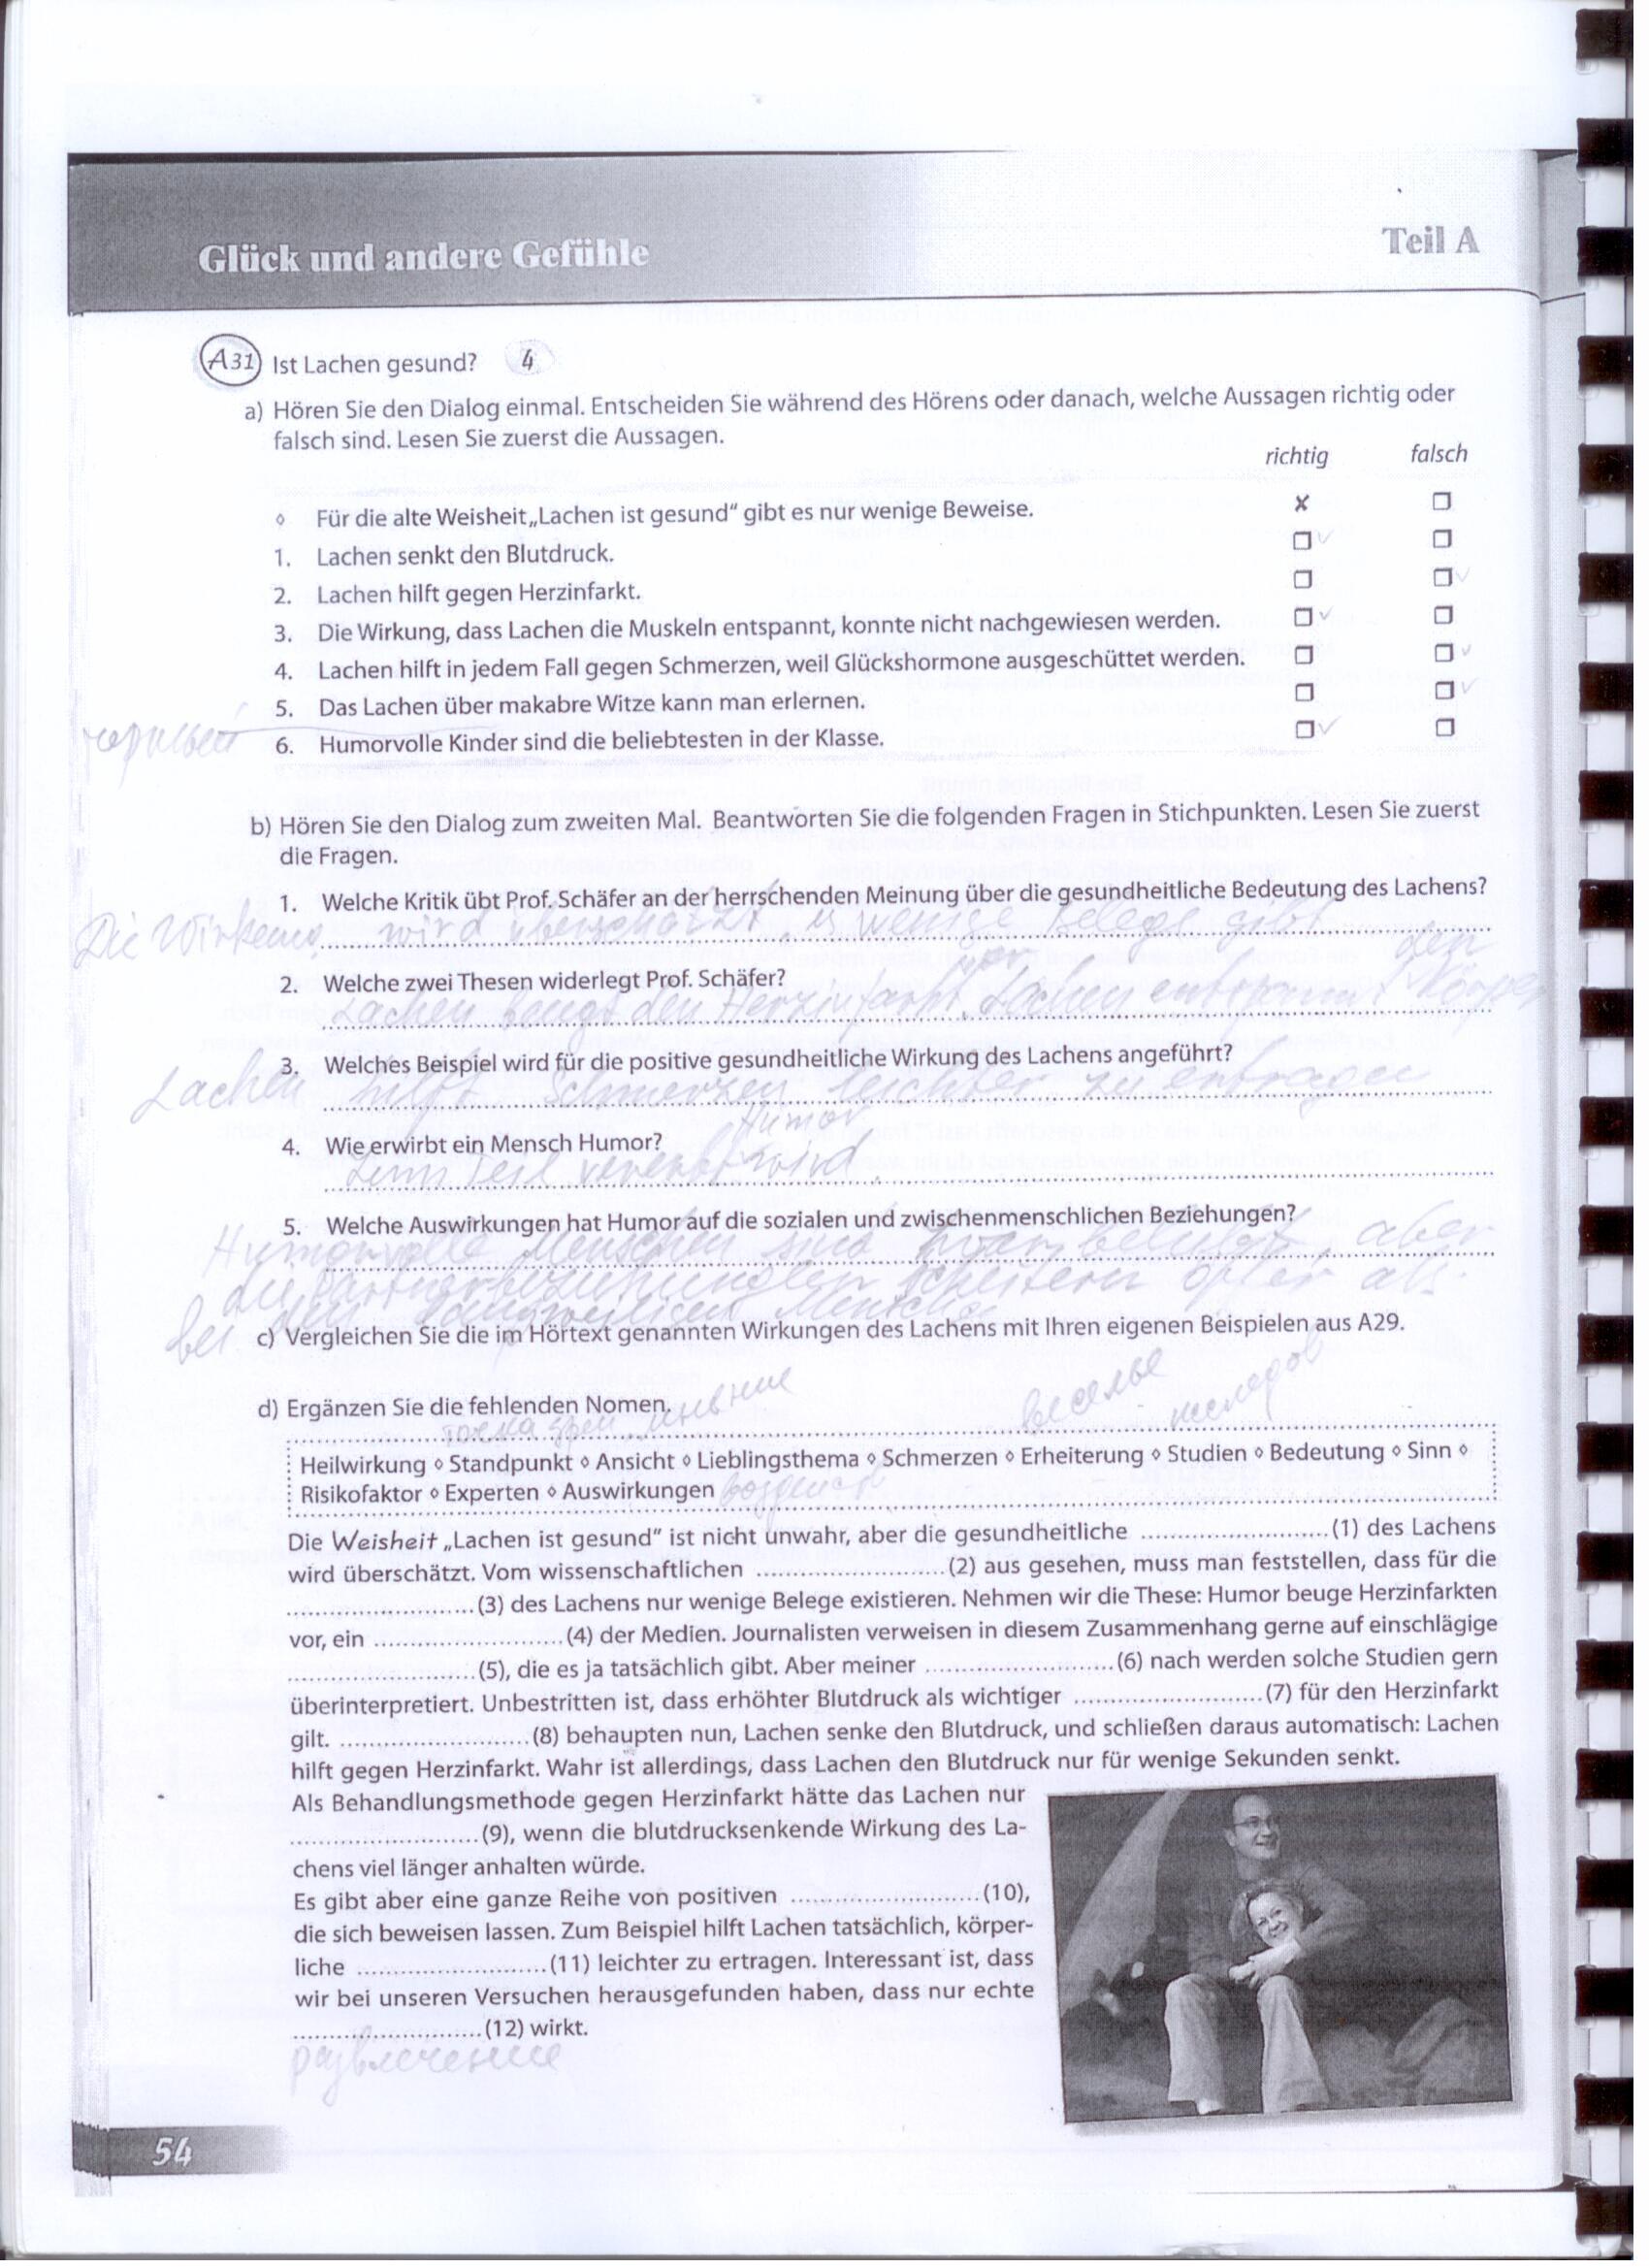 Glück und andere Gefühle
Teil A
A31 Ist Lachen gesund? 4
a) Hören Sie den Dialog einmal. Entscheiden Sie während des Hörens oder danach, welche Aussagen richtig oder
falsch sind. Lesen Sie zuerst die Aussagen.
richtig falsch
◊ Für die alte Weisheit „Lachen ist gesund“ gibt es nur wenige Beweise. ✗ ☐
1. Lachen senkt den Blutdruck. ☐ ✓ ☐
2. Lachen hilft gegen Herzinfarkt. ☐ ☐ ✓
3. Die Wirkung, dass Lachen die Muskeln entspannt, konnte nicht nachgewiesen werden. ☐ ✓ ☐
4. Lachen hilft in jedem Fall gegen Schmerzen, weil Glückshormone ausgeschüttet werden. ☐ ☐ ✓
5. Das Lachen über makabre Witze kann man erlernen. ☐ ☐ ✓
6. Humorvolle Kinder sind die beliebtesten in der Klasse. ☐ ✓ ☐
b) Hören Sie den Dialog zum zweiten Mal. Beantworten Sie die folgenden Fragen in Stichpunkten. Lesen Sie zuerst
die Fragen.
1. Welche Kritik übt Prof. Schäfer an der herrschenden Meinung über die gesundheitliche Bedeutung des Lachens?
Die wird überschätzt, es wenige Belege gibt
2. Welche zwei Thesen widerlegt Prof. Schäfer?
vor den
Lachen beugt den Herzinfarkt, Lachen entspannt Körper
3. Welches Beispiel wird für die positive gesundheitliche Wirkung des Lachens angeführt?
Lachen hilft Schmerzen leichter zu ertragen
4. Wie erwirbt ein Mensch Humor?
Humor
zum Teil vererbt wird.
5. Welche Auswirkungen hat Humor auf die sozialen und zwischenmenschlichen Beziehungen?
Humorvolle Menschen sind zwar beliebt, aber
die Partnerbeziehungen scheitern öfter als
bei den langweiligen Menschen
c) Vergleichen Sie die im Hörtext genannten Wirkungen des Lachens mit Ihren eigenen Beispielen aus A29.
d) Ergänzen Sie die fehlenden Nomen.
точка зрен мнение веселье исследов
Heilwirkung ◊ Standpunkt ◊ Ansicht ◊ Lieblingsthema ◊ Schmerzen ◊ Erheiterung ◊ Studien ◊ Bedeutung ◊ Sinn ◊
Risikofaktor ◊ Experten ◊ Auswirkungen воздейств
Die Weisheit „Lachen ist gesund“ ist nicht unwahr, aber die gesundheitliche .......................... (1) des Lachens
wird überschätzt. Vom wissenschaftlichen .......................... (2) aus gesehen, muss man feststellen, dass für die
.......................... (3) des Lachens nur wenige Belege existieren. Nehmen wir die These: Humor beuge Herzinfarkten
vor, ein .......................... (4) der Medien. Journalisten verweisen in diesem Zusammenhang gerne auf einschlägige
.......................... (5), die es ja tatsächlich gibt. Aber meiner .......................... (6) nach werden solche Studien gern
überinterpretiert. Unbestritten ist, dass erhöhter Blutdruck als wichtiger .......................... (7) für den Herzinfarkt
gilt. .......................... (8) behaupten nun, Lachen senke den Blutdruck, und schließen daraus automatisch: Lachen
hilft gegen Herzinfarkt. Wahr ist allerdings, dass Lachen den Blutdruck nur für wenige Sekunden senkt.
Als Behandlungsmethode gegen Herzinfarkt hätte das Lachen nur
.......................... (9), wenn die blutdrucksenkende Wirkung des La-
chens viel länger anhalten würde.
Es gibt aber eine ganze Reihe von positiven .......................... (10),
die sich beweisen lassen. Zum Beispiel hilft Lachen tatsächlich, körper-
liche .......................... (11) leichter zu ertragen. Interessant ist, dass
wir bei unseren Versuchen herausgefunden haben, dass nur echte
.......................... (12) wirkt.
развлечение
54